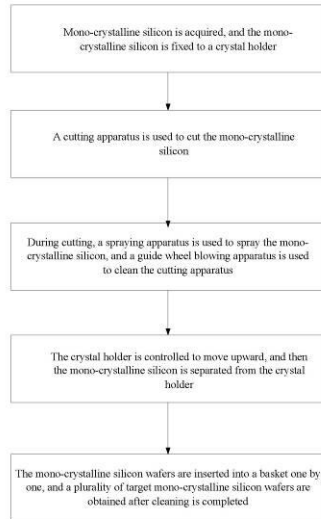 Mono-crystalline silicon is acquired, and the mono-
crystalline silicon is fixed to a crystal holder
A cutting apparatus is used to cut the mono-crystalline
silicon
During cutting, a spraying apparatus is used to spray the mono-
crystalline silicon, and a guide wheel blowing apparatus is used
to clean the cutting apparatus
The crystal holder is controlled to move upward, and then
the mono-crystalline silicon is separated from the crystal
holder
The mono-crystalline silicon wafers are inserted into a basket one by
one, and a plurality of target mono-crystalline silicon wafers are
obtained after cleaning is completed